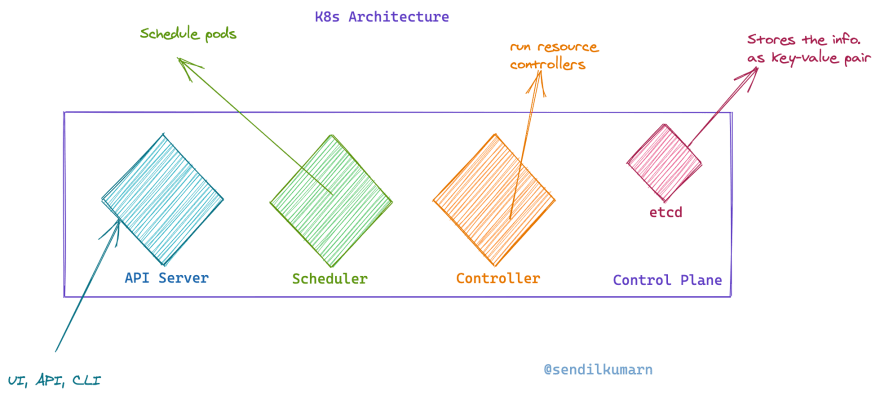 K8s Architecture
Schedule pods
run resource
controllers
Stores the info.
as Key-value pair
etcd
API Server
Scheduler
Controller
Control Plane
UI, API, CLI
@sendilkumarn